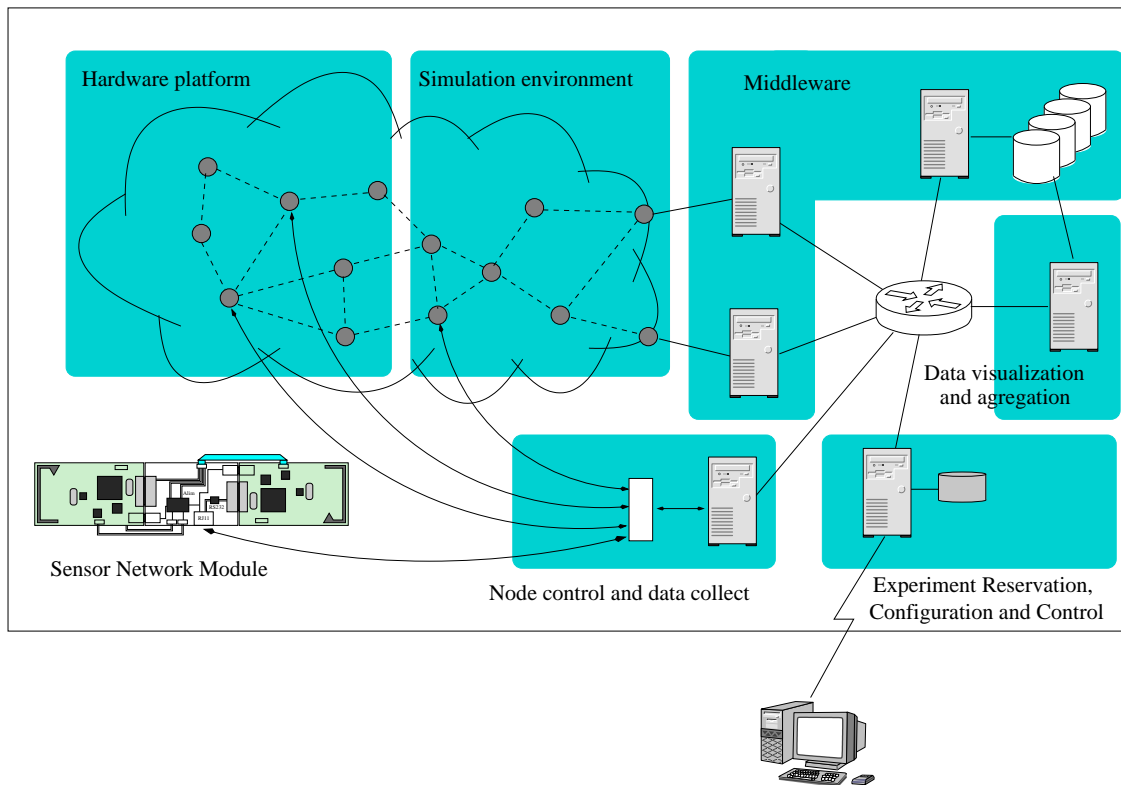 Hardware platform
Simulation environment
Middleware
Data visualization
and agregation
Alim
RS232
RJ11
Sensor Network Module
Node control and data collect
Experiment Reservation,
Configuration and Control